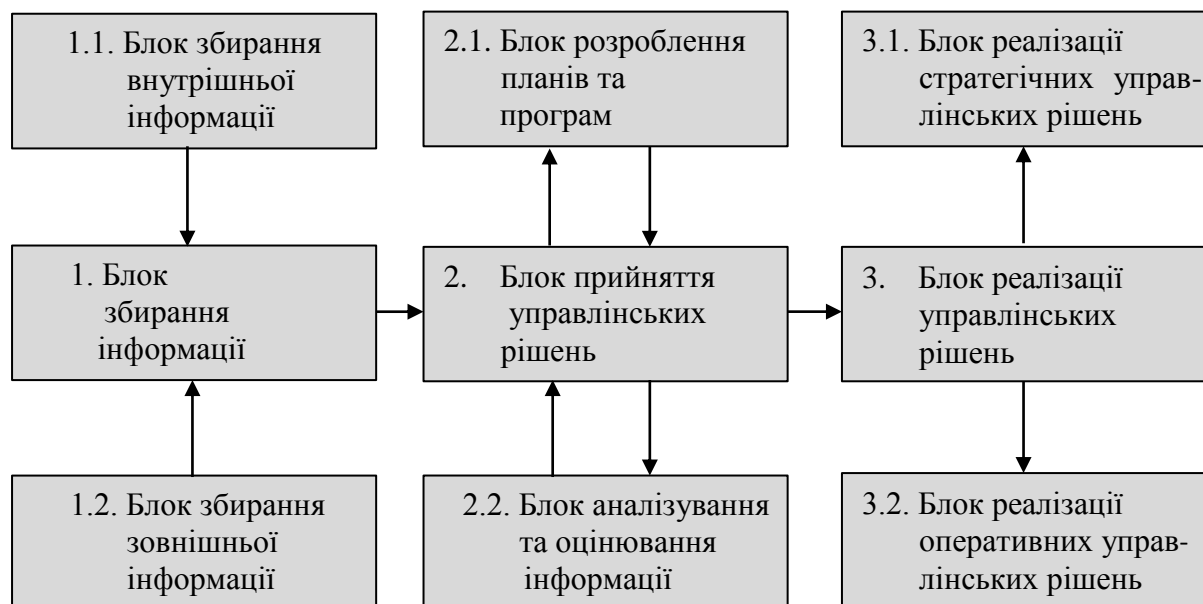 1.1. Блок збирання
внутрішньої
інформації
2.1. Блок розроблення
планів та
програм
3.1. Блок реалізації
стратегічних управ-
лінських рішень
1. Блок
збирання
інформації
2. Блок прийняття
управлінських
рішень
3. Блок реалізації
управлінських
рішень
1.2. Блок збирання
зовнішньої
інформації
2.2. Блок аналізування
та оцінювання
інформації
3.2. Блок реалізації
оперативних управ-
лінських рішень